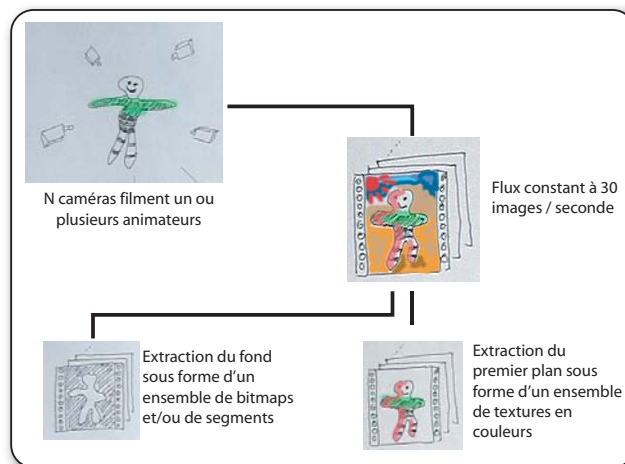 N caméras filment un ou
plusieurs animateurs
Flux constant à 30
images / seconde
Extraction du fond
sous forme d’un
ensemble de bitmaps
et/ou de segments
Extraction du
premier plan sous
forme d’un ensemble
de textures en
couleurs